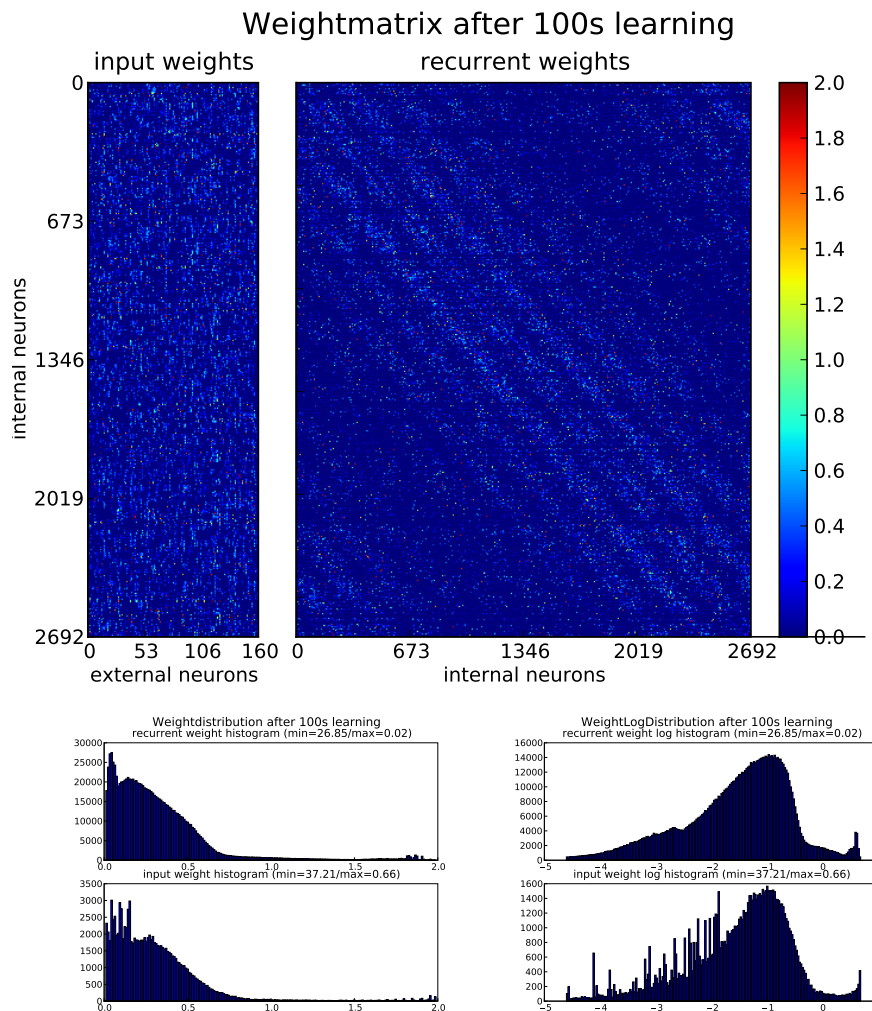 Weightmatrix after 100s learning
input weights
recurrent weights
0
673
1346
2019
2692
internal neurons
0 53 106 160
external neurons
0 673 1346 2019 2692
internal neurons
2.0
1.8
1.6
1.4
1.2
1.0
0.8
0.6
0.4
0.2
0.0
Weightdistribution after 100s learning
recurrent weight histogram (min=26.85/max=0.02)
30000
25000
20000
15000
10000
5000
0
0.0 0.5 1.0 1.5 2.0
input weight histogram (min=37.21/max=0.66)
3500
3000
2500
2000
1500
1000
500
0
0.0 0.5 1.0 1.5 2.0
WeightLogDistribution after 100s learning
recurrent weight log histogram (min=26.85/max=0.02)
16000
14000
12000
10000
8000
6000
4000
2000
0
−5 −4 −3 −2 −1 0
input weight log histogram (min=37.21/max=0.66)
1600
1400
1200
1000
800
600
400
200
0
−5 −4 −3 −2 −1 0